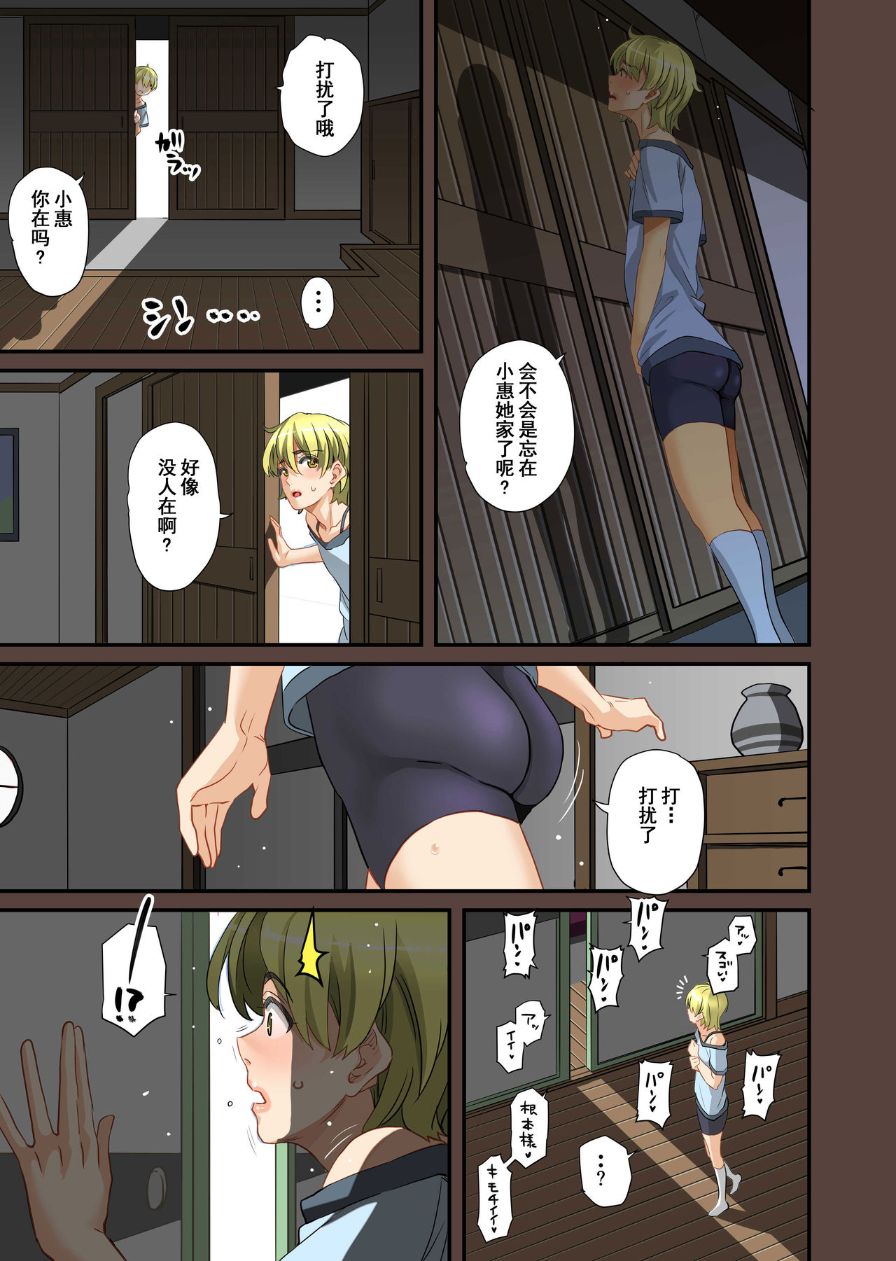 会不会是忘在
小惠她家了呢？
打扰了哦
ガラッ
小惠
你在吗？
…
シン……
好像
没人在啊？
打…
打扰了
アッ♥
スゴい♥
パン♥
パン♥
パン♥
パン♥
パン♥
アッ
イイ♥
根本様♥
キモチイイ♥
…？
！？